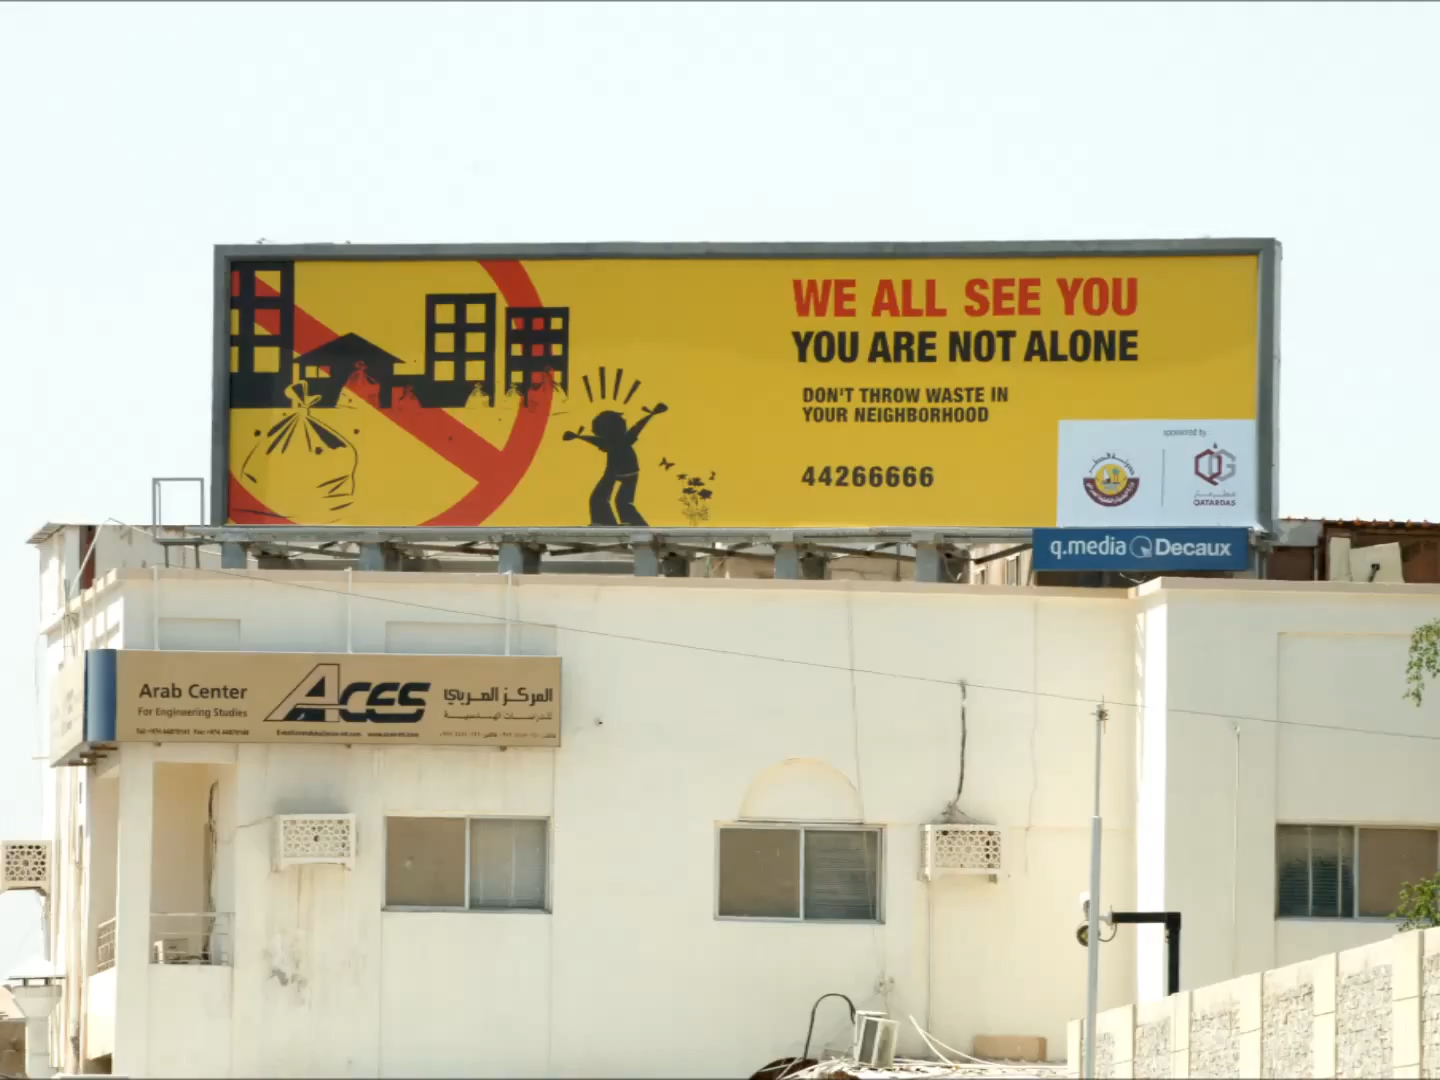 WE ALL SEE YOU
YOU ARE NOT ALONE
DON'T THROW WASTE IN
YOUR NEIGHBORHOOD
44266666
sponsored by
QATARGAS
q.media Decaux
Arab Center
For Engineering Studies
ACES
المركز العربي
للدراسات الهندسية